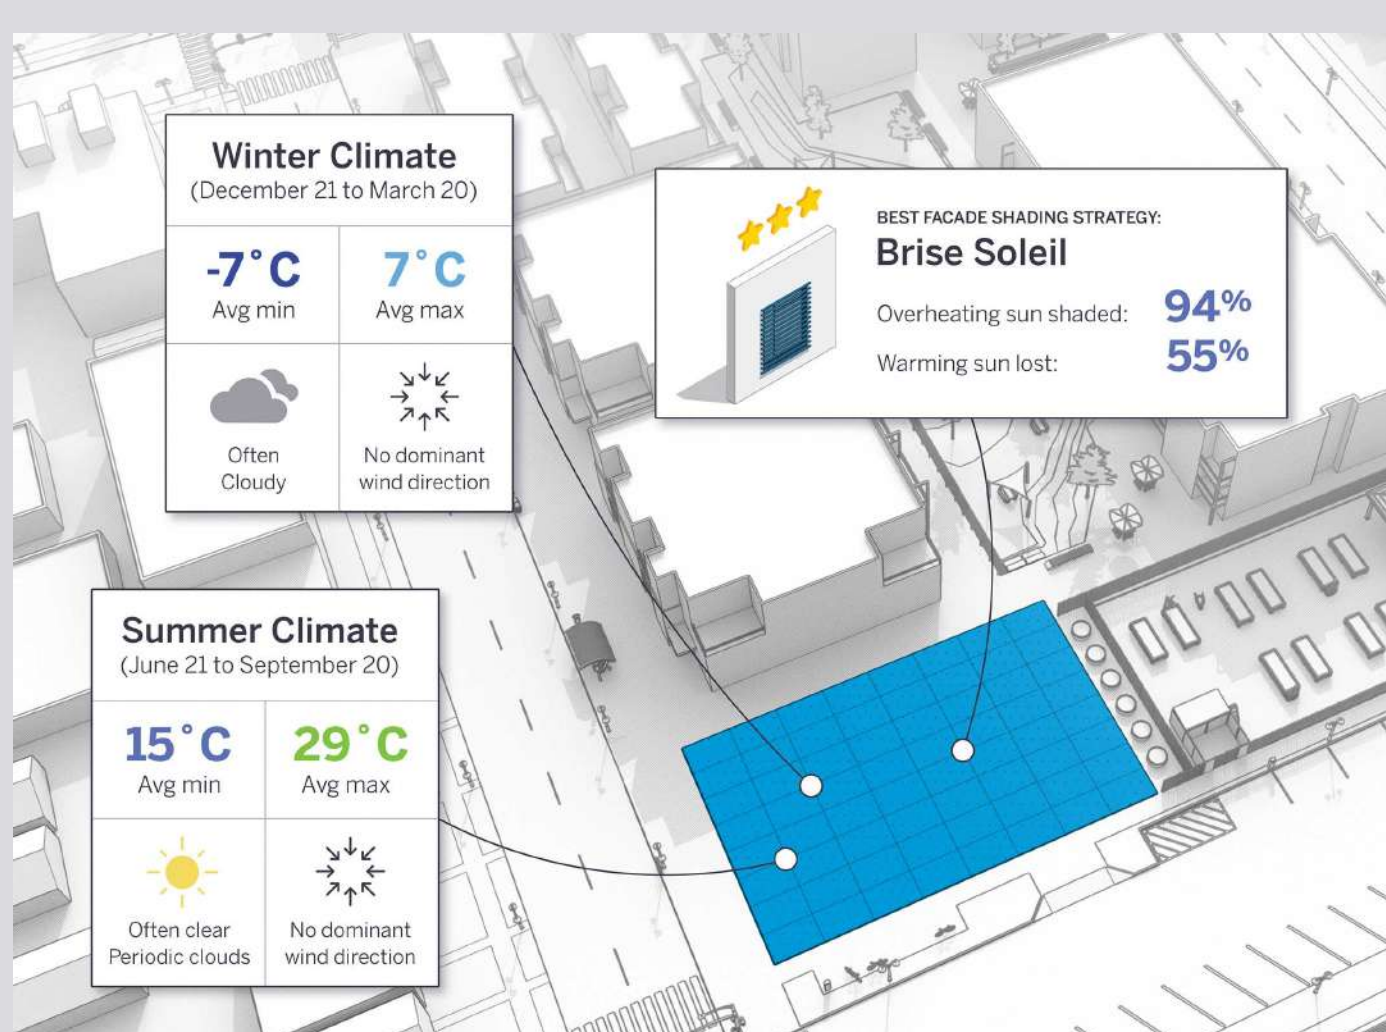 Winter Climate
(December 21 to March 20)
-7°C
Avg min
7°C
Avg max
Often
Cloudy
No dominant
wind direction
BEST FACADE SHADING STRATEGY:
Brise Soleil
Overheating sun shaded: 94%
Warming sun lost: 55%
Summer Climate
(June 21 to September 20)
15°C
Avg min
29°C
Avg max
Often clear
Periodic clouds
No dominant
wind direction